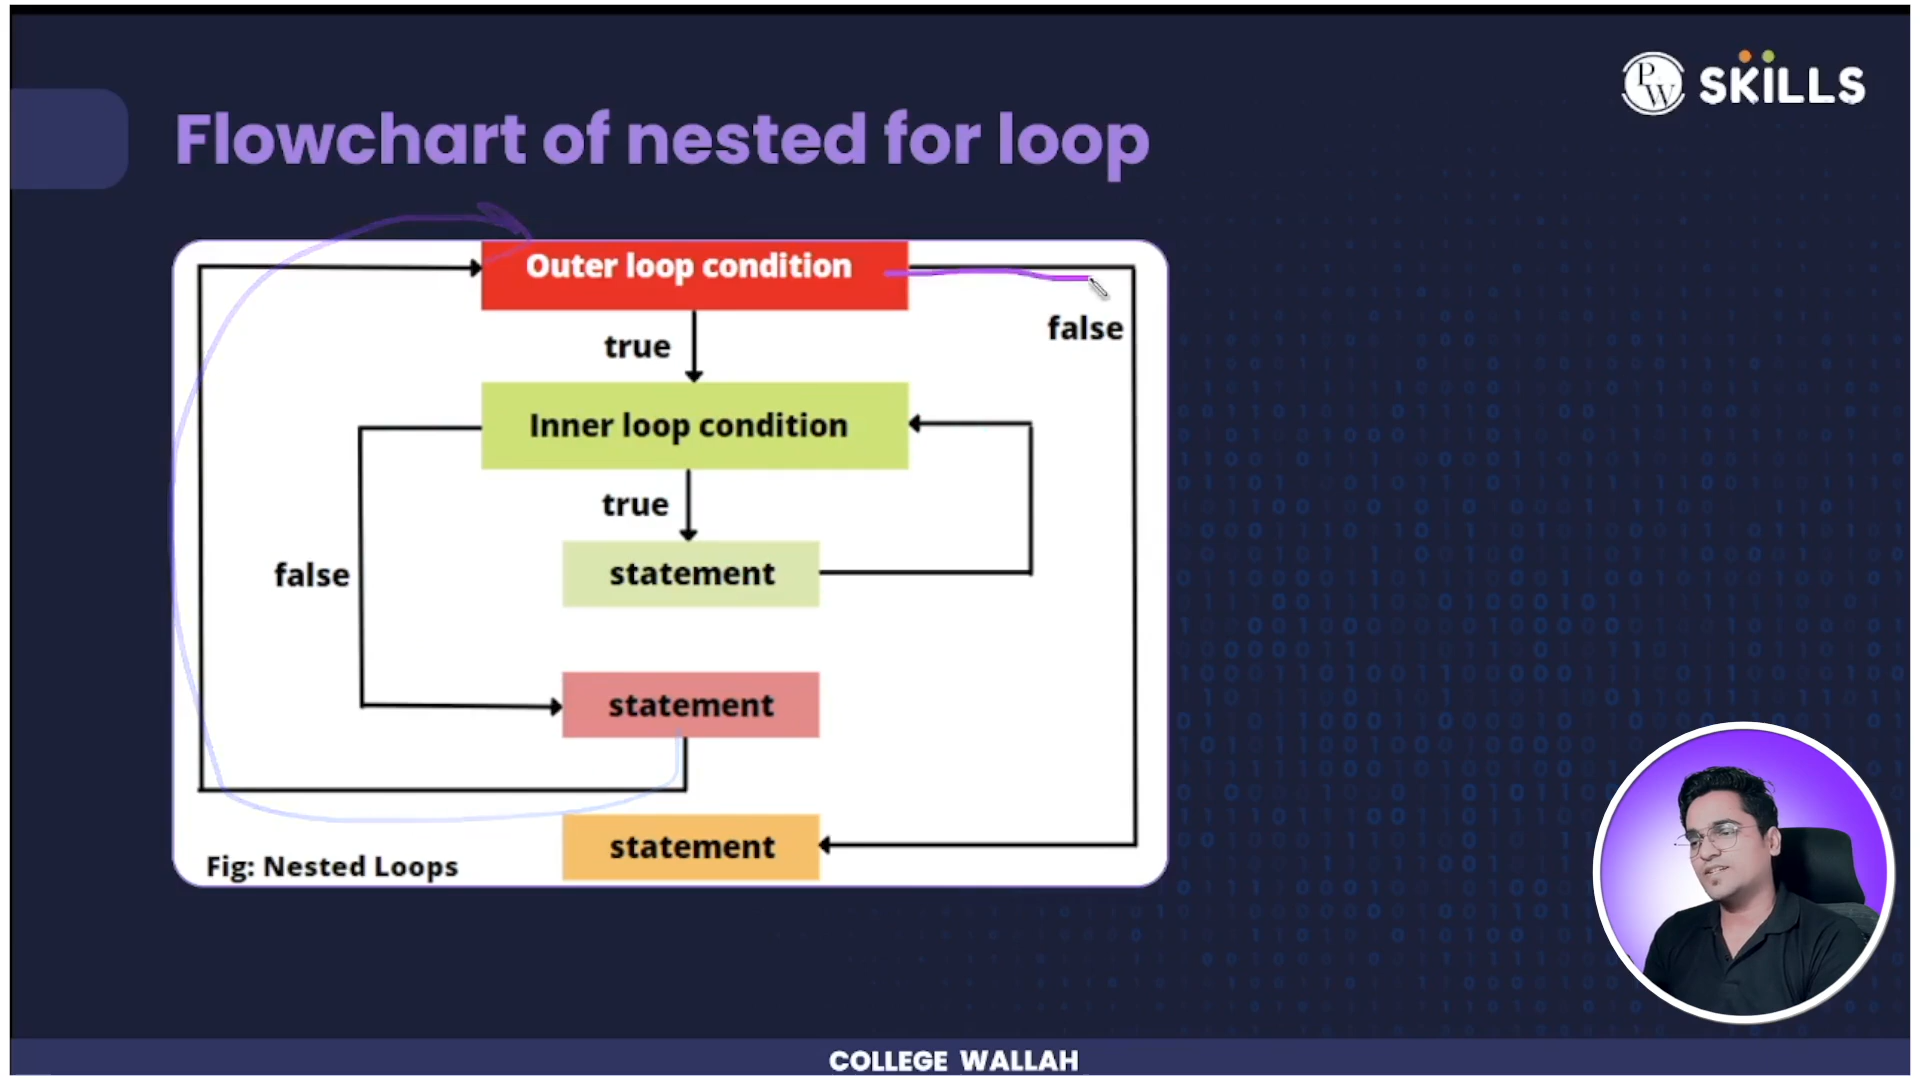 PW SKiLLS
Flowchart of nested for loop
Outer loop condition
true
false
Inner loop condition
true
false
statement
statement
statement
Fig: Nested Loops
COLLEGE WALLAH